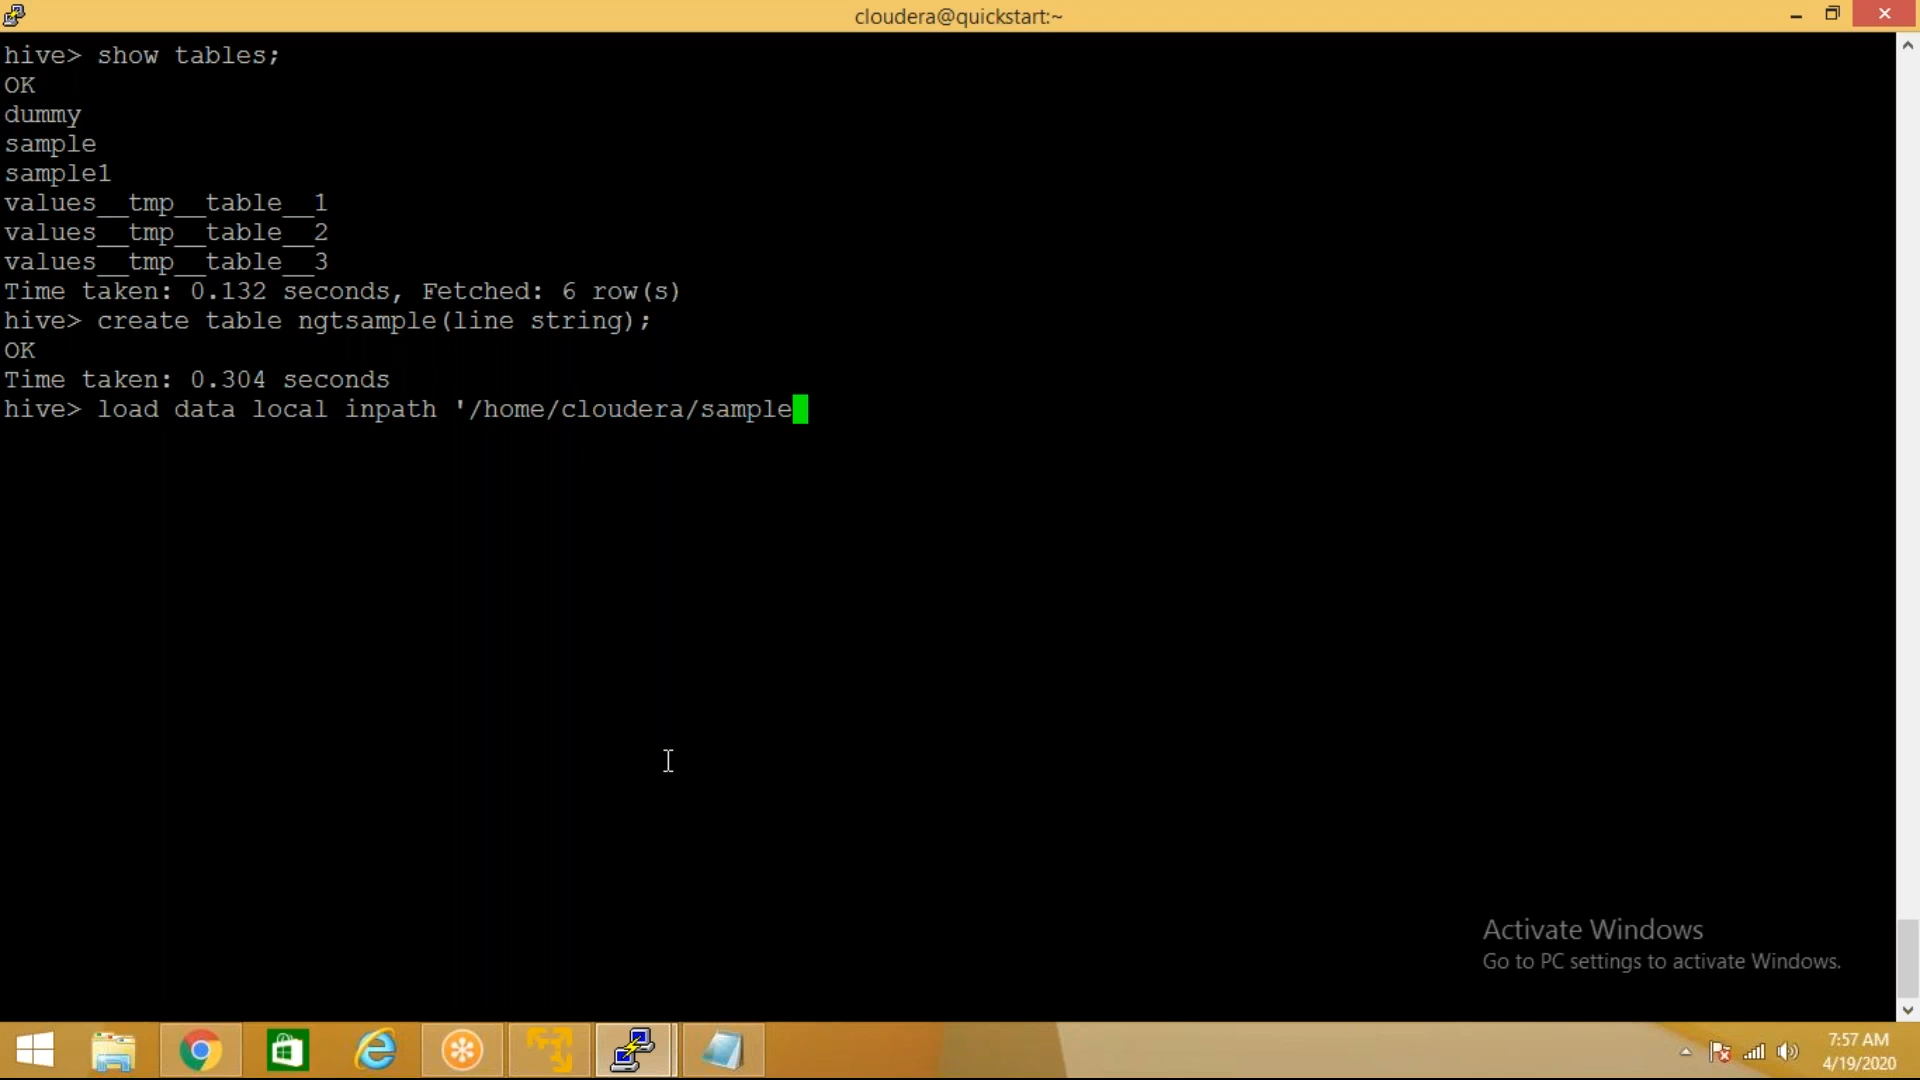 cloudera@quickstart:~
hive> show tables;
OK
dummy
sample
sample1
values__tmp__table__1
values__tmp__table__2
values__tmp__table__3
Time taken: 0.132 seconds, Fetched: 6 row(s)
hive> create table ngtsample(line string);
OK
Time taken: 0.304 seconds
hive> load data local inpath '/home/cloudera/sample
Activate Windows
Go to PC settings to activate Windows.
7:57 AM
4/19/2020